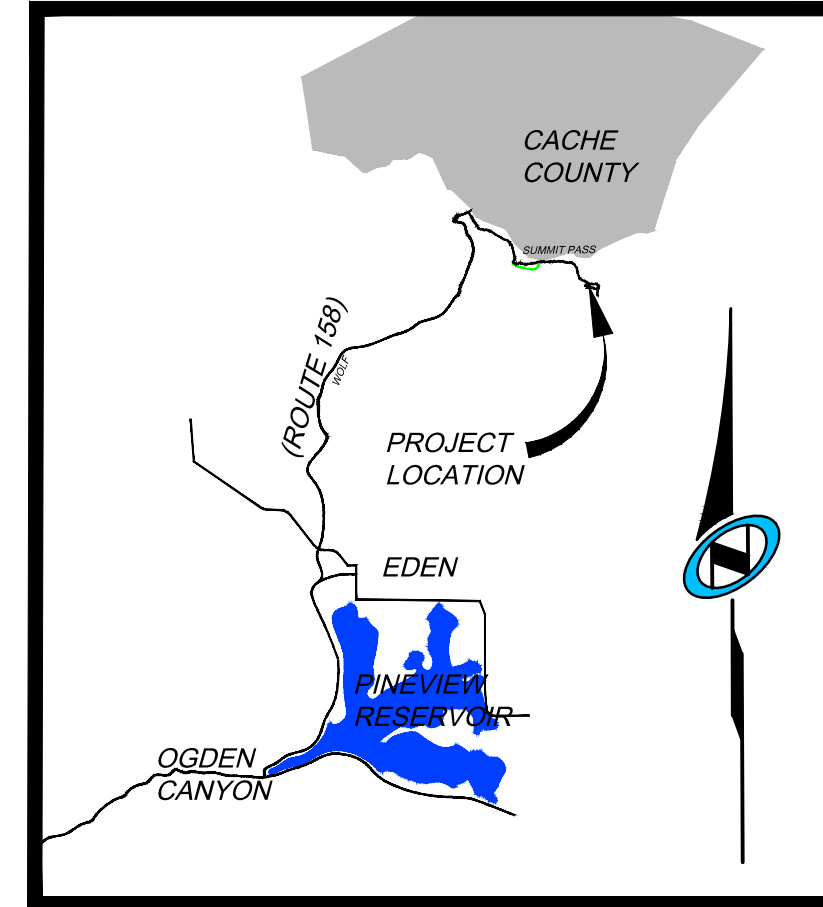 CACHE
COUNTY
SUMMIT PASS
(ROUTE 158)
WOLF
PROJECT
LOCATION
N
EDEN
PINEVIEW
RESERVOIR
OGDEN
CANYON